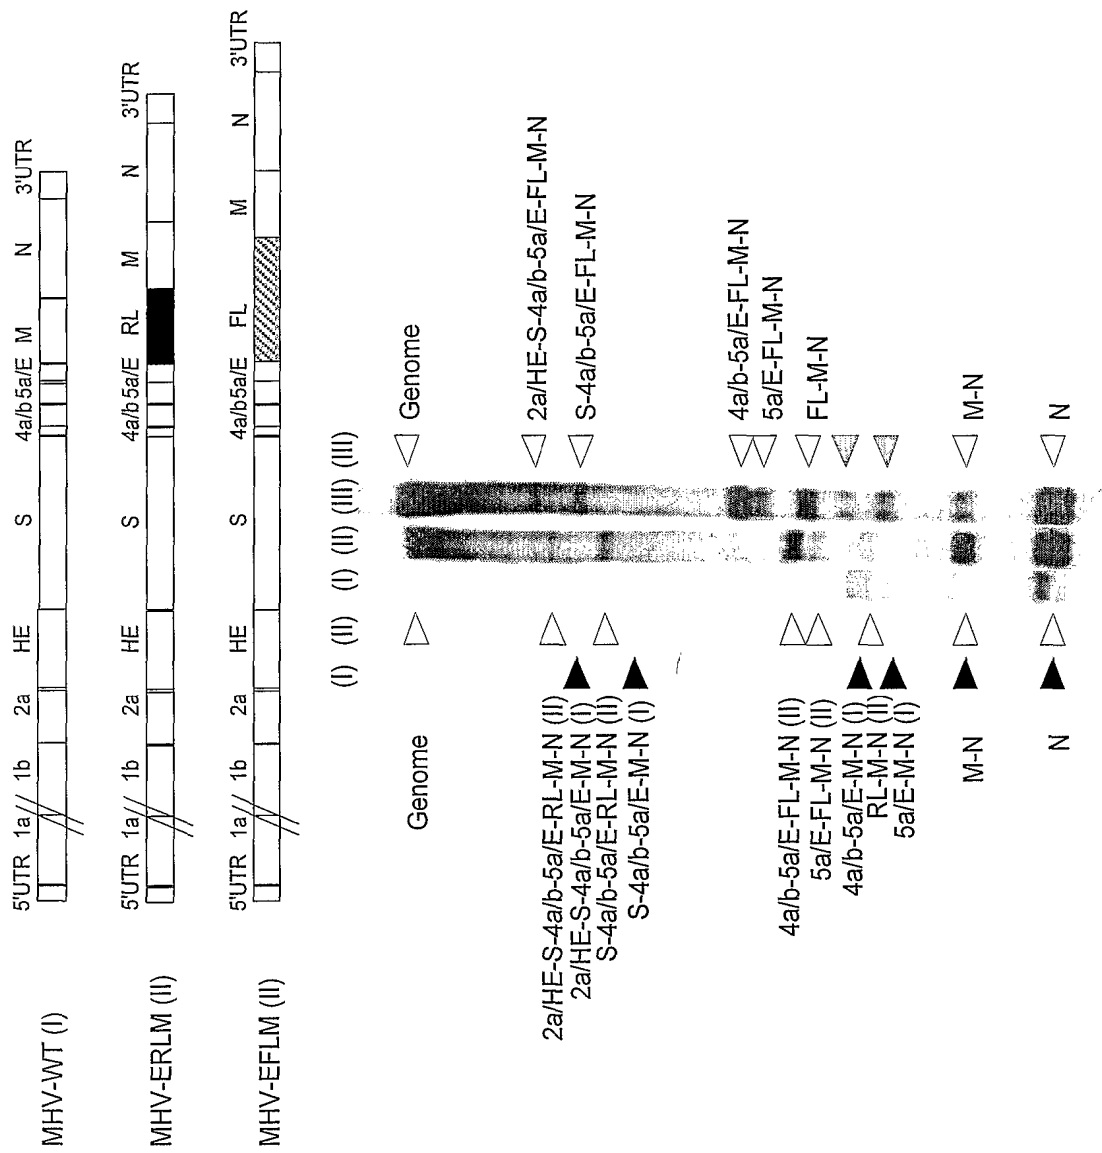 MHV-WT (I)
5'UTR 1a 1b 2a HE S 4a/b 5a/E M N 3'UTR
MHV-ERLM (II)
5'UTR 1a 1b 2a HE S 4a/b 5a/E RL M N 3'UTR
MHV-EFLM (II)
5'UTR 1a 1b 2a HE S 4a/b 5a/E FL M N 3'UTR
(I) (II) (I) (II) (III) (III)
Genome
2a/HE-S-4a/b-5a/E-RL-M-N (II)
2a/HE-S-4a/b-5a/E-M-N (I)
S-4a/b-5a/E-RL-M-N (II)
S-4a/b-5a/E-M-N (I)
4a/b-5a/E-FL-M-N (II)
5a/E-FL-M-N (II)
4a/b-5a/E-M-N (I)
RL-M-N (II)
5a/E-M-N (I)
M-N
N
Genome
2a/HE-S-4a/b-5a/E-FL-M-N
S-4a/b-5a/E-FL-M-N
4a/b-5a/E-FL-M-N
5a/E-FL-M-N
FL-M-N
M-N
N